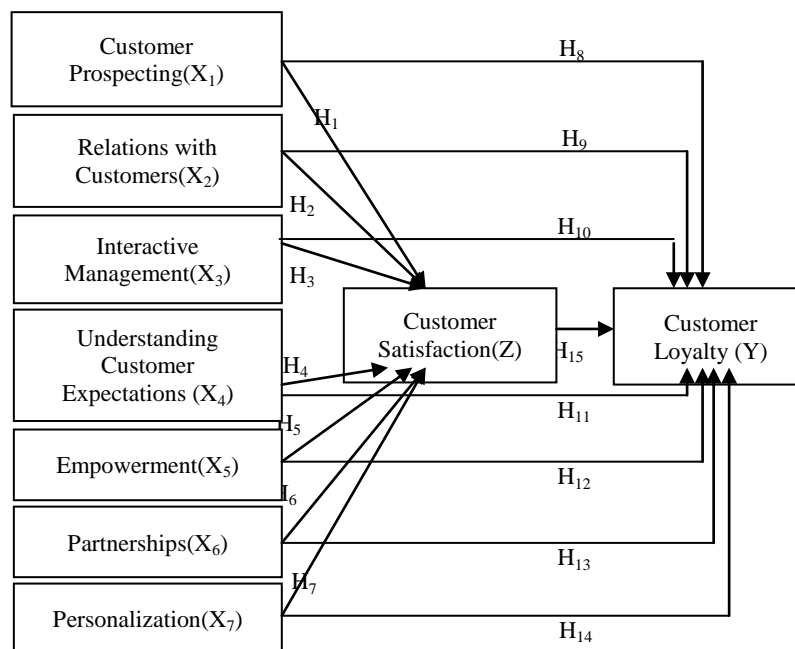 Customer
Prospecting(X₁)
H₈
H₁
Relations with
Customers(X₂)
H₉
H₂
Interactive
Management(X₃)
H₁₀
H₃
Customer
Satisfaction(Z)
H₁₅
Customer
Loyalty (Y)
Understanding
Customer
Expectations (X₄)
H₄
H₁₁
H₅
Empowerment(X₅)
H₁₂
H₆
Partnerships(X₆)
H₁₃
H₇
Personalization(X₇)
H₁₄